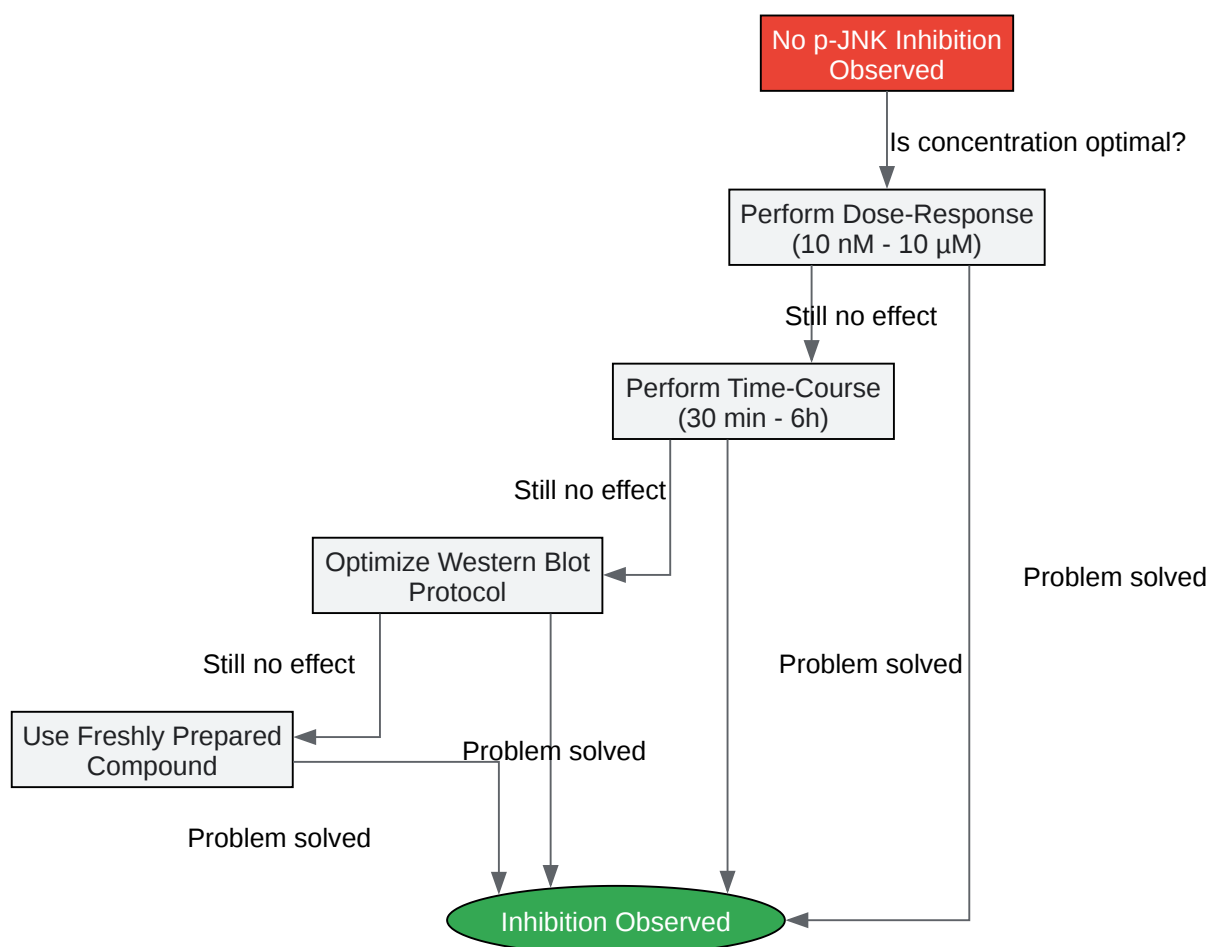 No p-JNK Inhibition
Observed
Is concentration optimal?
Perform Dose-Response
(10 nM - 10 µM)
Still no effect
Perform Time-Course
(30 min - 6h)
Still no effect
Optimize Western Blot
Protocol
Problem solved
Still no effect
Problem solved
Use Freshly Prepared
Compound
Problem solved
Problem solved
Inhibition Observed